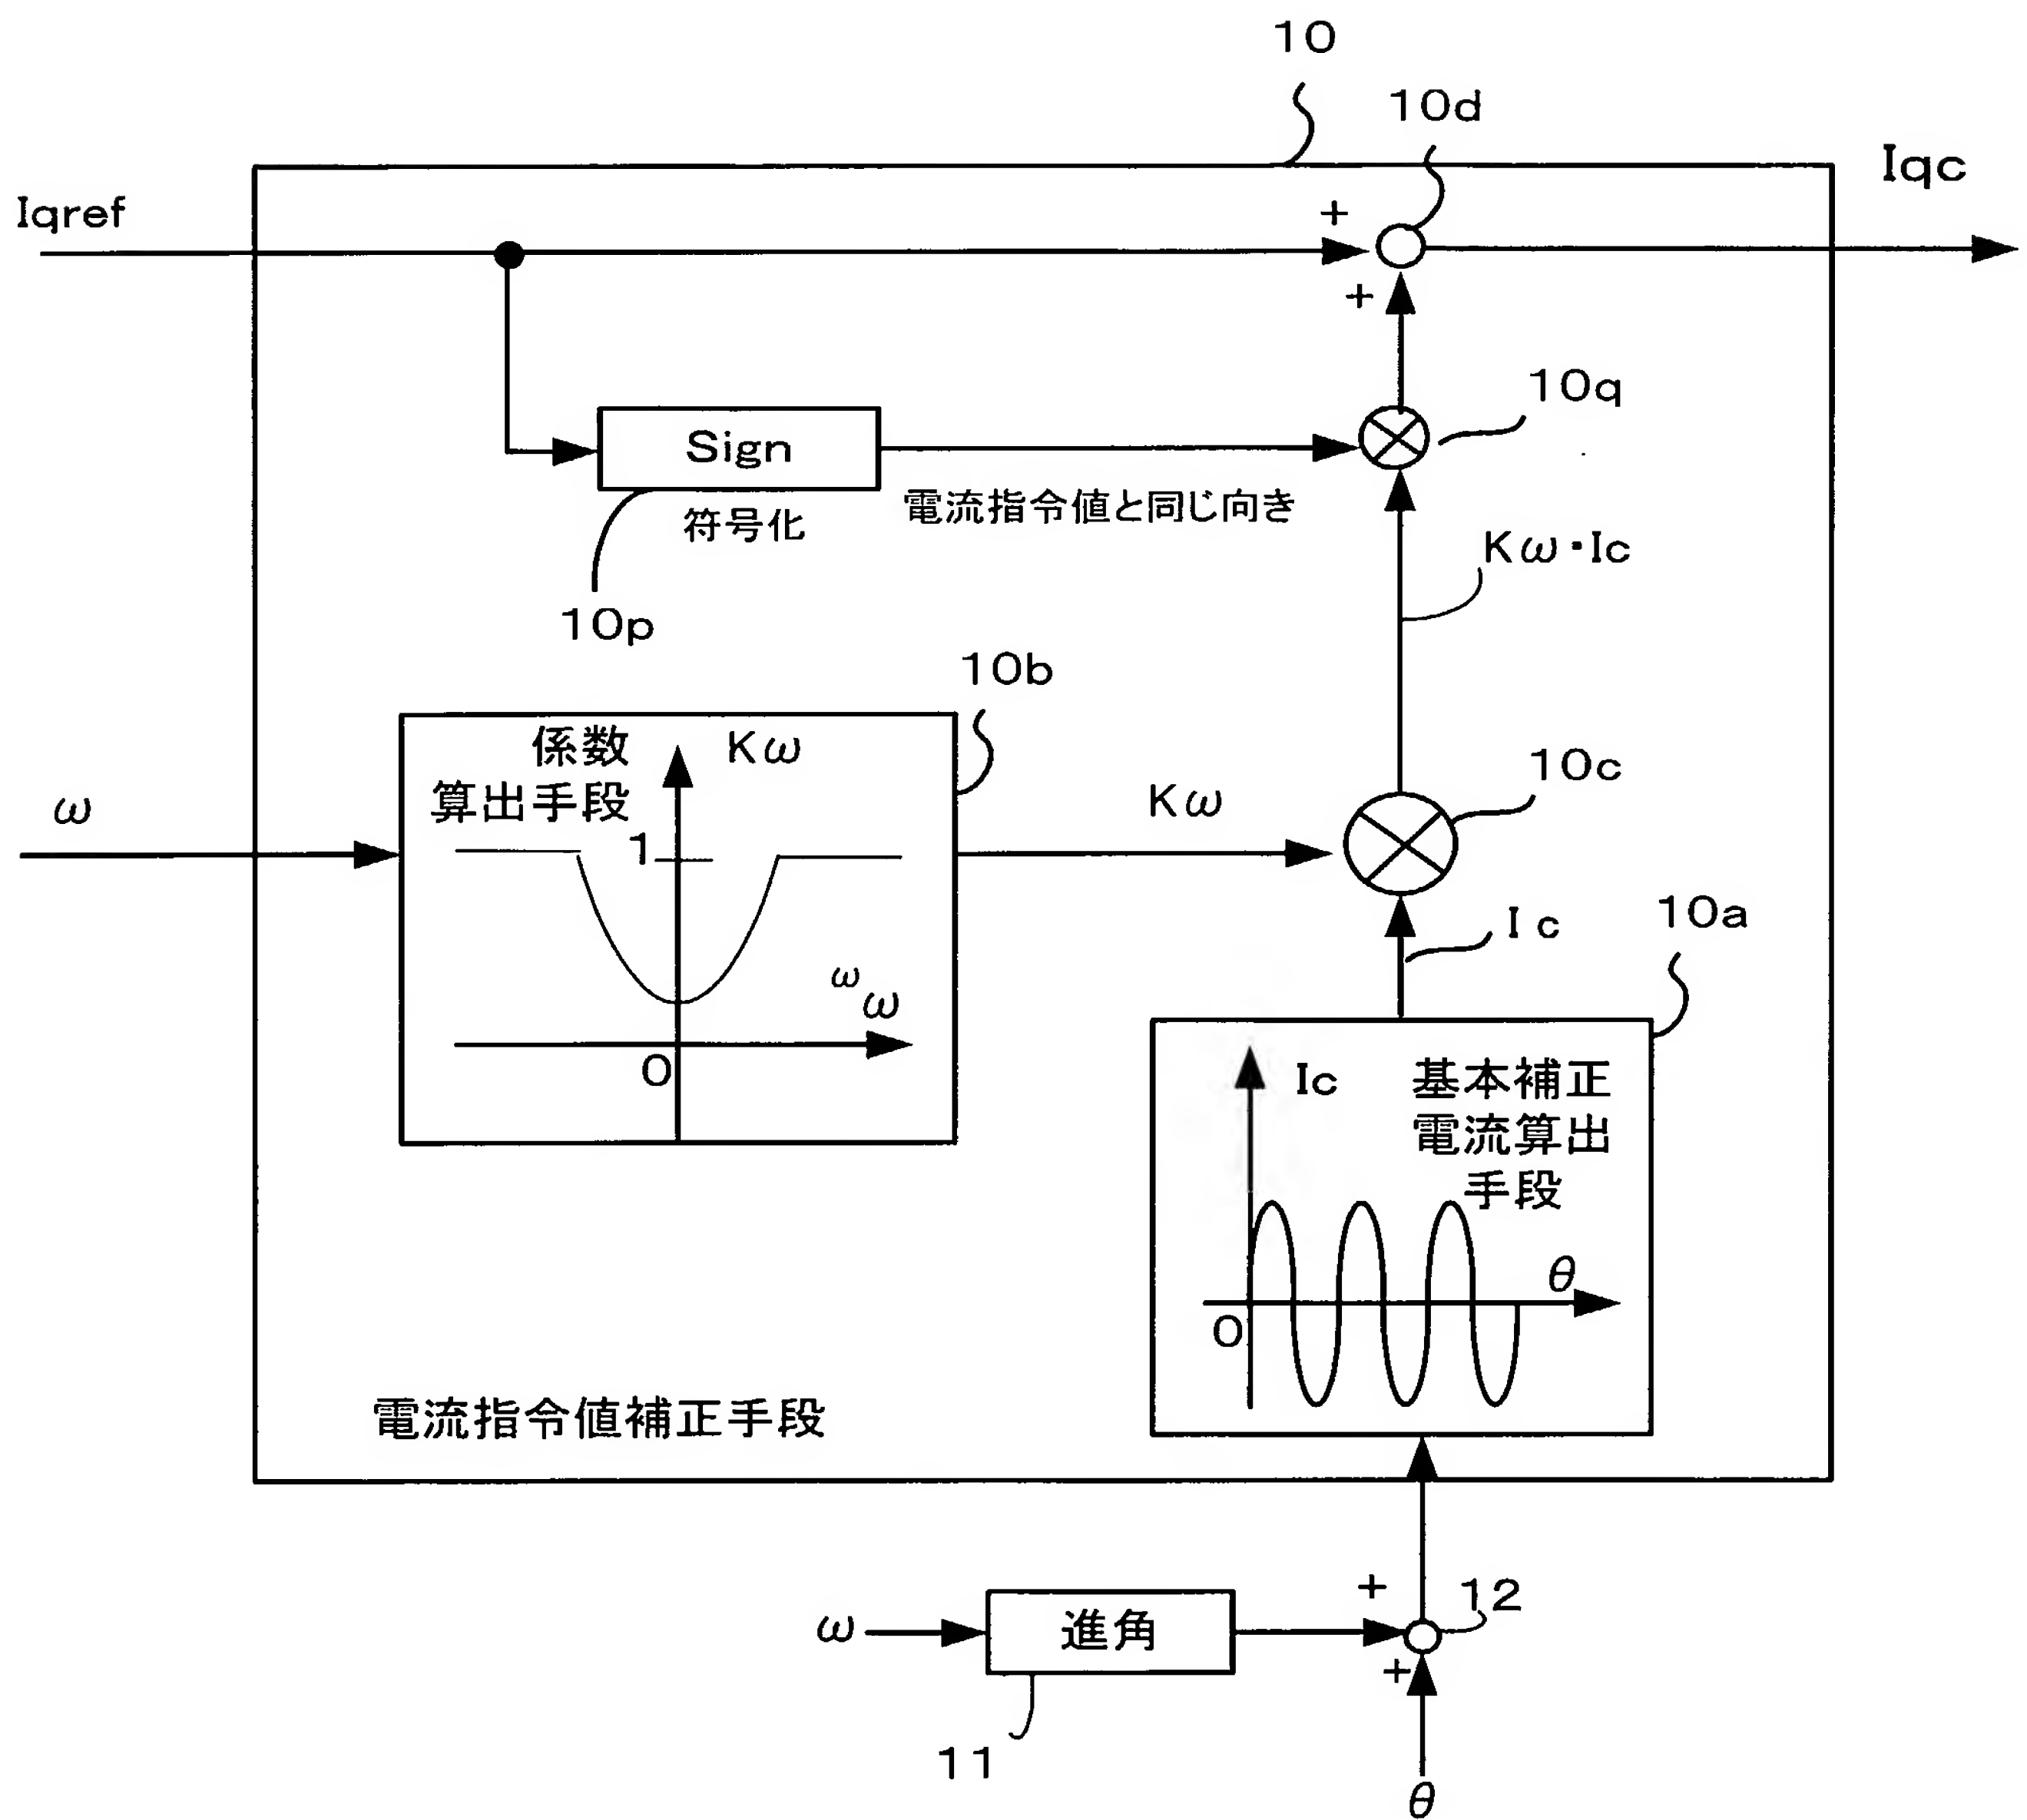 10
10d
Iqc
Iqref
+
+
10q
Sign
電流指令値と同じ向き
符号化
Kω・Ic
10p
10b
係数
算出手段
Kω
10c
ω
Kω
1
Ic
10a
ω
ω
0
Ic
基本補正
電流算出
手段
θ
0
電流指令値補正手段
+
12
ω
進角
+
11
θ